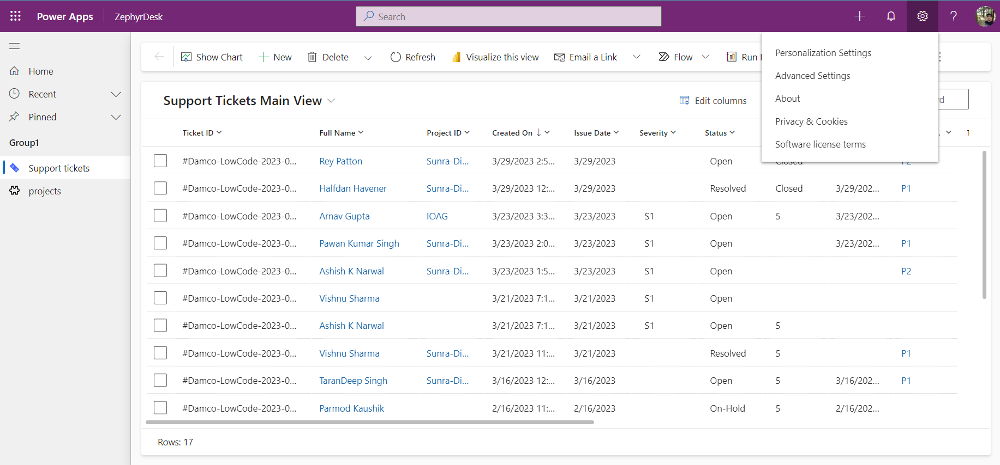 Power Apps ZephyrDesk Search
Show Chart New Delete Refresh Visualize this view Email a Link Flow Run
Personalization Settings
Advanced Settings
About
Privacy & Cookies
Software license terms
Home
Recent
Pinned
Group1
Support tickets
projects
Support Tickets Main View Edit columns
Ticket ID Full Name Project ID Created On Issue Date Severity Status
#Damco-LowCode-2023-0... Rey Patton Sunra-Di... 3/29/2023 2:5... 3/29/2023 Open Closed P2
#Damco-LowCode-2023-0... Halfdan Havener Sunra-Di... 3/29/2023 12:... 3/29/2023 Resolved Closed 3/29/202... P1
#Damco-LowCode-2023-0... Arnav Gupta IOAG 3/23/2023 3:3... 3/23/2023 S1 Open 5 3/23/202...
#Damco-LowCode-2023-0... Pawan Kumar Singh Sunra-Di... 3/23/2023 2:0... 3/23/2023 S1 Open 3/23/202... P1
#Damco-LowCode-2023-0... Ashish K Narwal Sunra-Di... 3/23/2023 1:5... 3/23/2023 S1 Open P2
#Damco-LowCode-2023-0... Vishnu Sharma 3/21/2023 7:1... 3/21/2023 S1 Open
#Damco-LowCode-2023-0... Ashish K Narwal 3/21/2023 7:1... 3/21/2023 S1 Open 5
#Damco-LowCode-2023-0... Vishnu Sharma Sunra-Di... 3/21/2023 11:... 3/21/2023 Resolved 5 P1
#Damco-LowCode-2023-0... TaranDeep Singh Sunra-Di... 3/16/2023 12:... 3/16/2023 Open 5 3/16/202... P1
#Damco-LowCode-2023-0... Parmod Kaushik 2/16/2023 11:... 2/16/2023 On-Hold 5 2/16/202...
Rows: 17